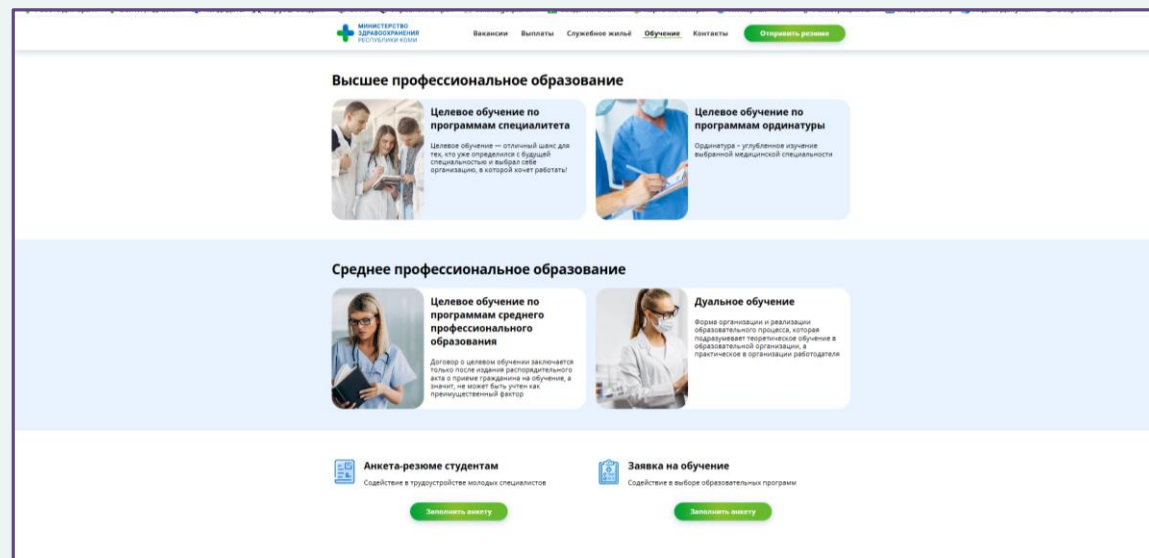 МИНИСТЕРСТВО
ЗДРАВООХРАНЕНИЯ
РЕСПУБЛИКИ КОМИ
Вакансии Выплаты Служебное жильё Обучение Контакты Отправить резюме
Высшее профессиональное образование
Целевое обучение по
программам специалитета
Целевое обучение — отличный шанс для
тех, кто уже определился с будущей
специальностью и выбрал себе
организацию, в которой хочет работать!
Целевое обучение по
программам ординатуры
Ординатура – углубленное изучение
выбранной медицинской специальности
Среднее профессиональное образование
Целевое обучение по
программам среднего
профессионального
образования
Договор о целевом обучении заключается
только после издания распорядительного
акта о приеме гражданина на обучение, а
значит, не может быть учтен как
преимущественный фактор
Дуальное обучение
Форма организации и реализации
образовательного процесса, которая
подразумевает теоретическое обучение в
образовательной организации, а
практическое в организации работодателя
Анкета-резюме студентам
Содействие в трудоустройстве молодых специалистов
Заполнить анкету
Заявка на обучение
Содействие в выборе образовательных программ
Заполнить анкету